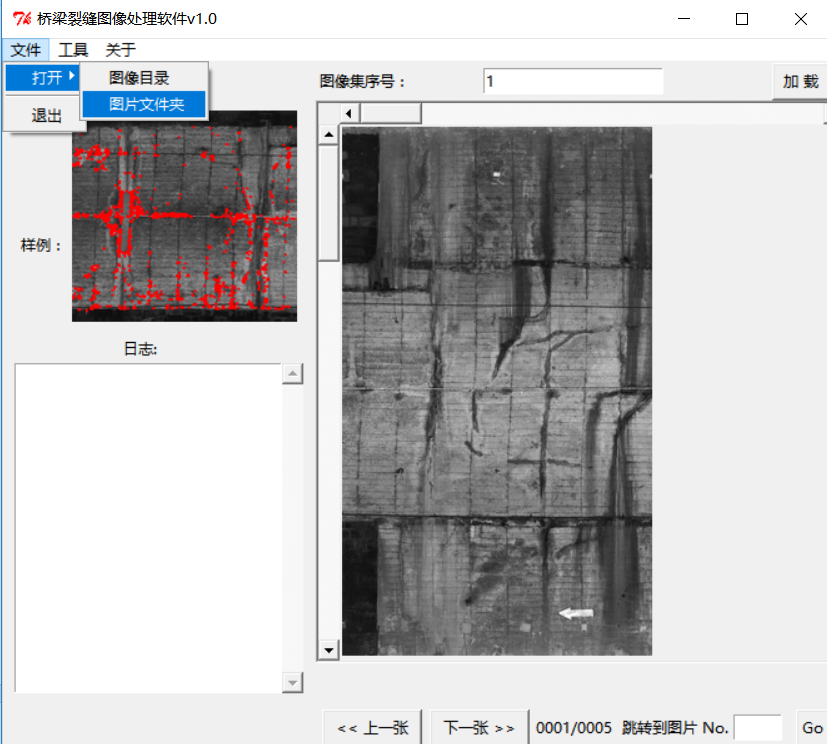 桥梁裂缝图像处理软件v1.0
文件 工具 关于
打开 图像目录
图片文件夹
退出
图像集序号： 1 加 载
样例：
日志:
<< 上一张 下一张 >> 0001/0005 跳转到图片 No. Go